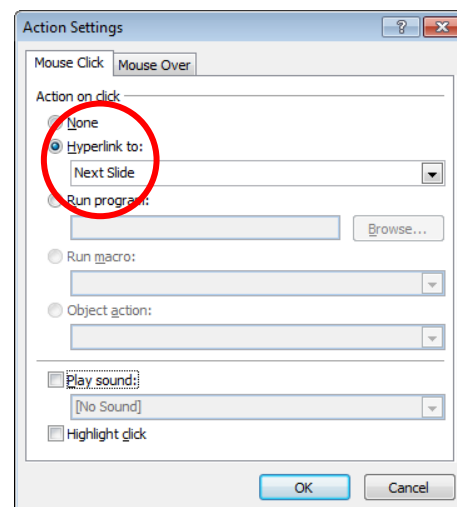 Action Settings
Mouse Click Mouse Over
Action on click
None
Hyperlink to:
Next Slide
Run program:
Browse...
Run macro:
Object action:
Play sound:
[No Sound]
Highlight click
OK Cancel